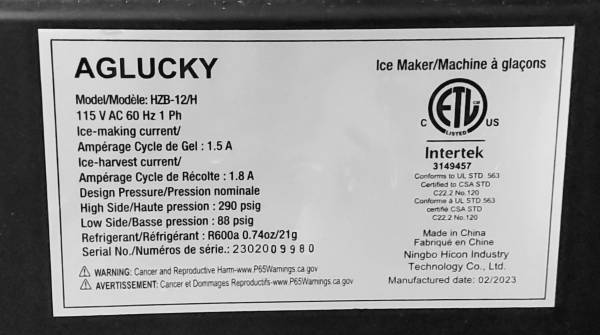 AGLUCKY
Model/Modèle: HZB-12/H
115 V AC 60 Hz 1 Ph
Ice-making current/
Ampérage Cycle de Gel : 1.5 A
Ice-harvest current/
Ampérage Cycle de Récolte : 1.8 A
Design Pressure/Pression nominale
High Side/Haute pression : 290 psig
Low Side/Basse pression : 88 psig
Refrigerant/Réfrigérant : R600a 0.74oz/21g
Serial No./Numéros de série.: 2302009980
⚠ WARNING: Cancer and Reproductive Harm-www.P65Warnings.ca.gov
⚠ AVERTISSEMENT: Cancer et Dommages Reproductifs-www.P65Warnings.ca.gov
Ice Maker/Machine à glaçons
ETL
CM
LISTED
C US
Intertek
3149457
Conforms to UL STD. 563
Certified to CSA STD.
C22.2 No.120
Conforme à UL STD.563
certifié CSA STD.
C22.2 No.120
Made in China
Fabriqué en Chine
Ningbo Hicon Industry
Technology Co., Ltd.
Manufactured date: 02/2023